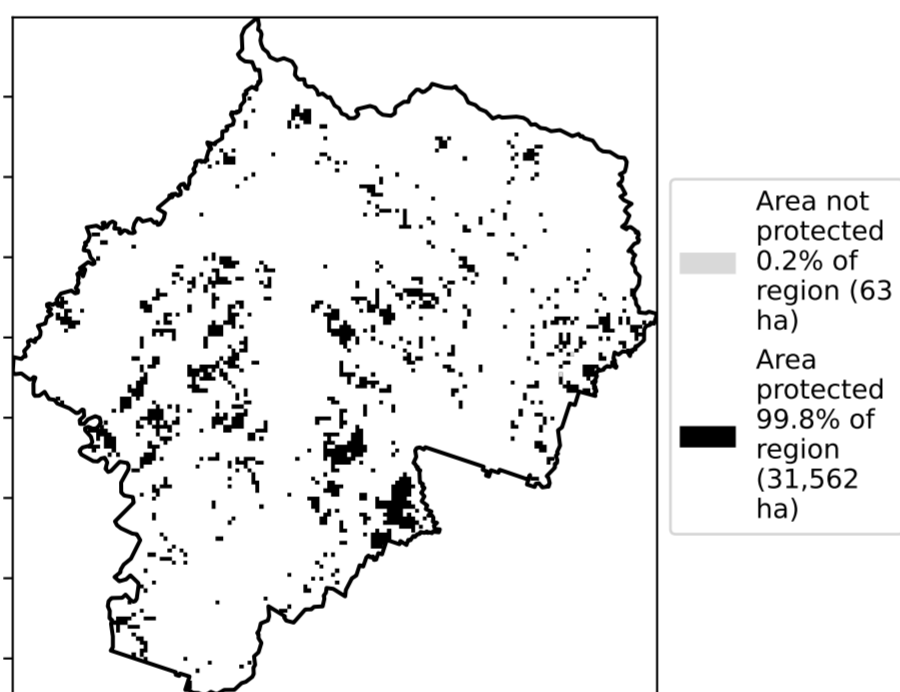 Area not
protected
0.2% of
region (63
ha)
Area
protected
99.8% of
region
(31,562
ha)